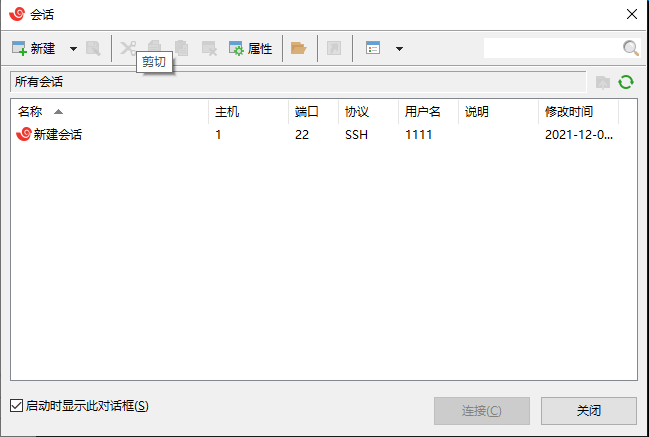 会话
新建 属性
剪切
所有会话
名称 主机 端口 协议 用户名 说明 修改时间
新建会话 1 22 SSH 1111 2021-12-0...
启动时显示此对话框(S) 连接(C) 关闭